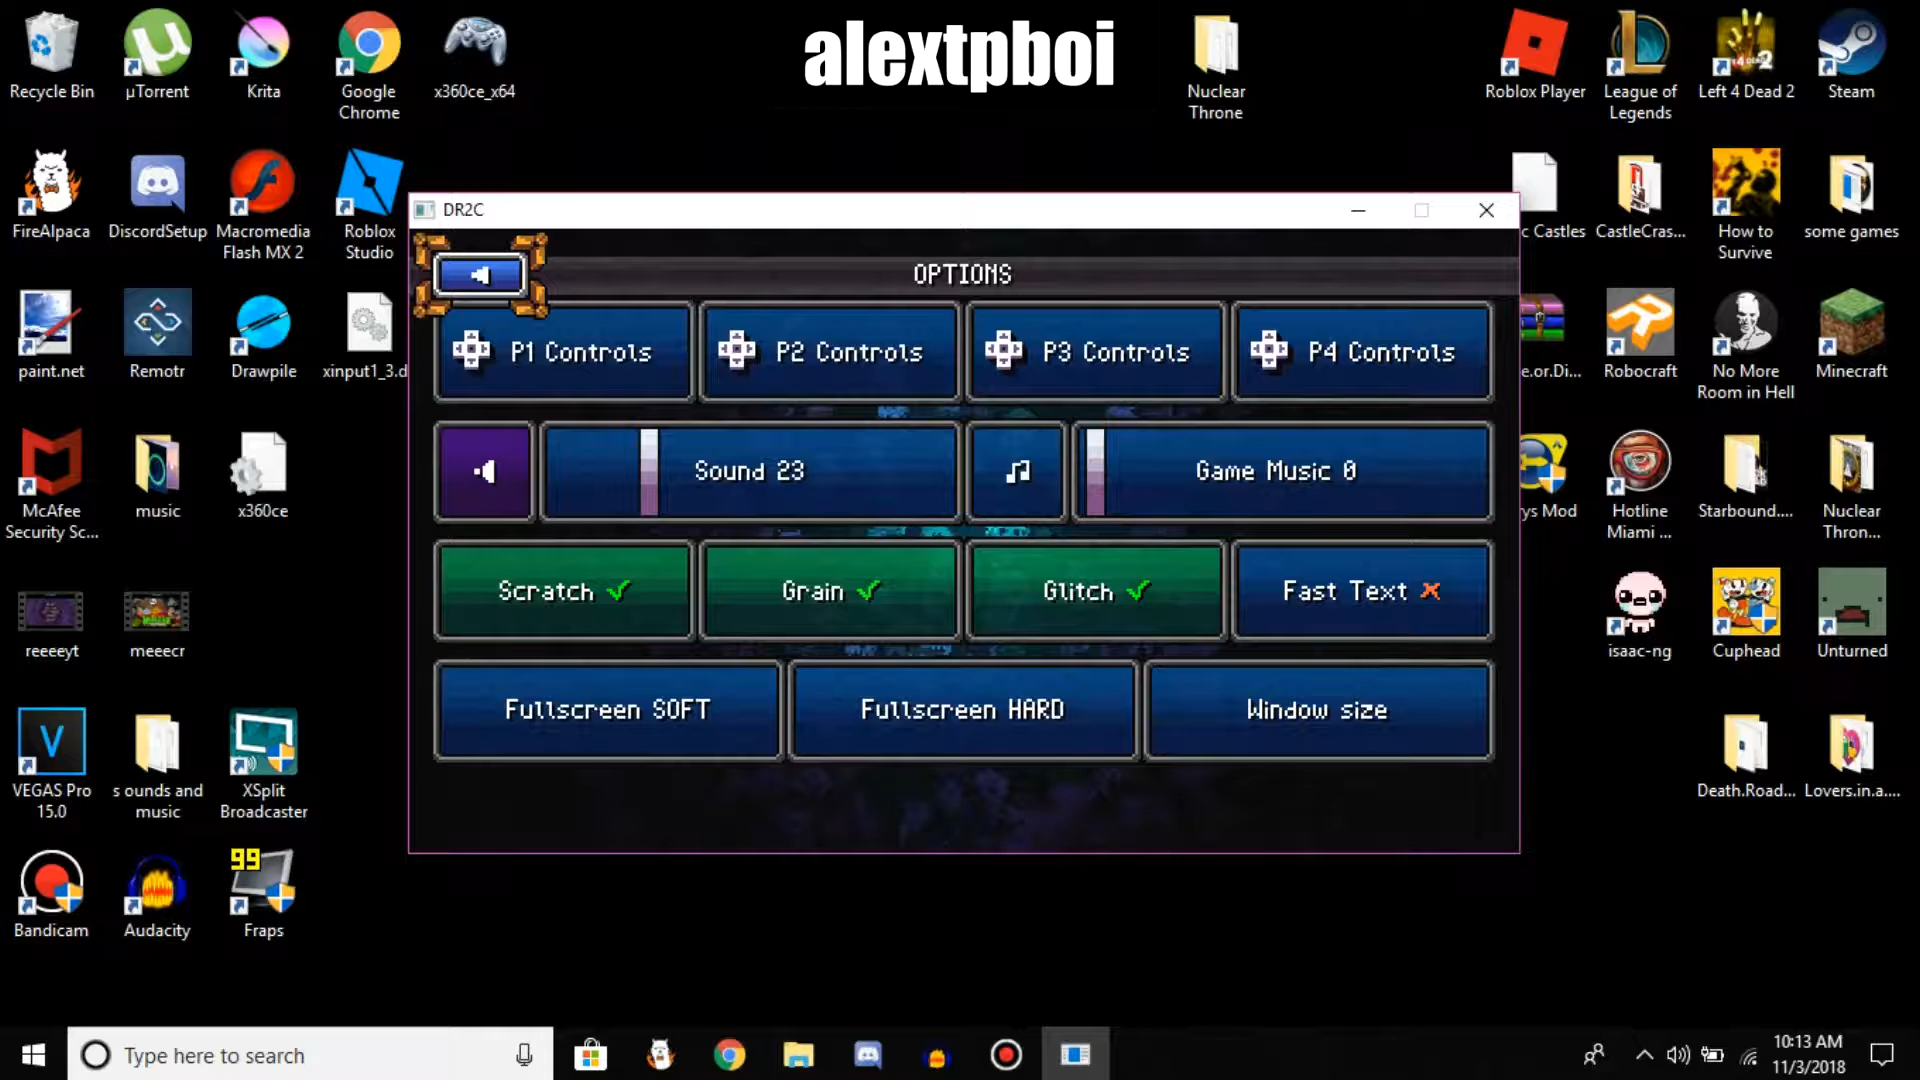 alextpboi
Recycle Bin
µTorrent
Krita
Google
Chrome
x360ce_x64
Nuclear
Throne
Roblox Player
League of
Legends
Left 4 Dead 2
Steam
FireAlpaca
DiscordSetup
Macromedia
Flash MX 2
Roblox
Studio
c Castles
CastleCras...
How to
Survive
some games
paint.net
Remotr
Drawpile
xinput1_3.d
e.or.Di...
Robocraft
No More
Room in Hell
Minecraft
McAfee
Security Sc...
music
x360ce
ys Mod
Hotline
Miami ...
Starbound....
Nuclear
Thron...
reeeeyt
meeecr
isaac-ng
Cuphead
Unturned
VEGAS Pro
15.0
s ounds and
music
XSplit
Broadcaster
Death.Road...
Lovers.in.a....
Bandicam
Audacity
99
Fraps
DR2C
OPTIONS
P1 Controls
P2 Controls
P3 Controls
P4 Controls
Sound 23
Game Music 0
Scratch
Grain
Glitch
Fast Text
Fullscreen SOFT
Fullscreen HARD
Window size
Type here to search
10:13 AM
11/3/2018